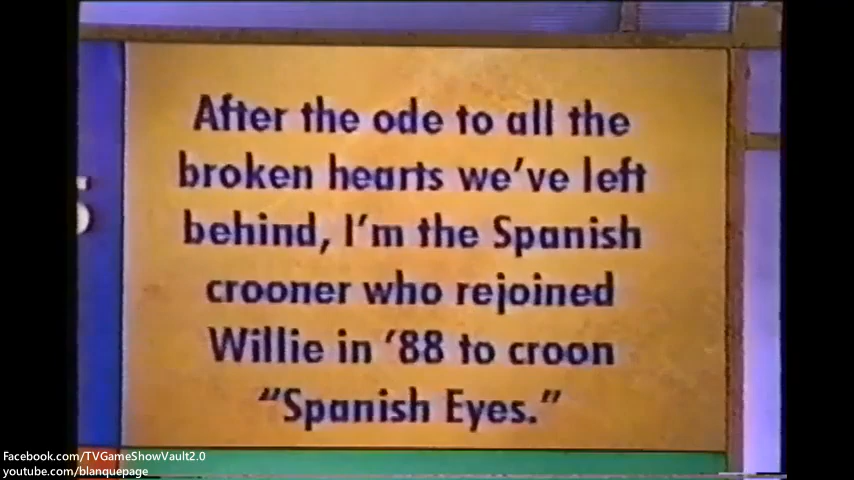 After the ode to all the
broken hearts we've left
behind, I'm the Spanish
crooner who rejoined
Willie in '88 to croon
"Spanish Eyes."
Facebook.com/TVGameShowVault2.0
youtube.com/blanquepage